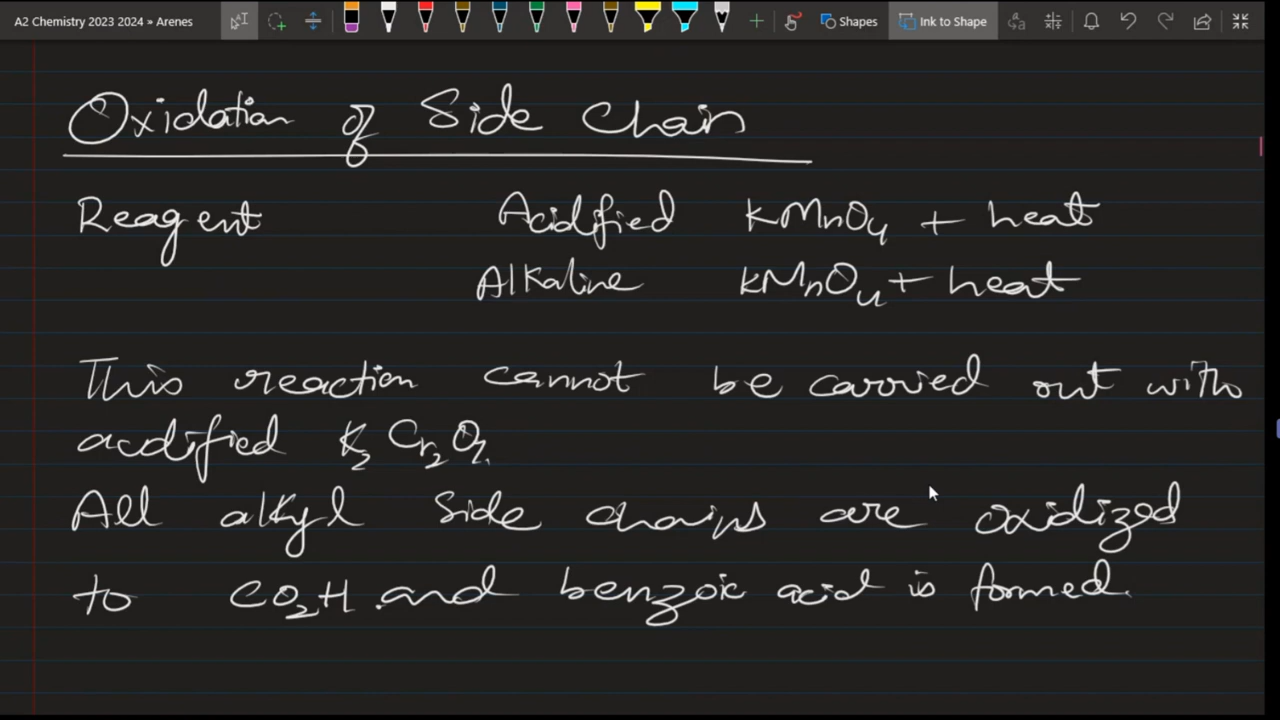 A2 Chemistry 2023 2024 » Arenes
Shapes
Ink to Shape
Oxidation of Side Chain
Reagent Acidified KMnO4 + heat
Alkaline KMnO4 + heat
This reaction cannot be carried out with
acdified K2Cr2O7.
All alkyl side chains are oxidized
to CO2H and benzoic acid is formed.